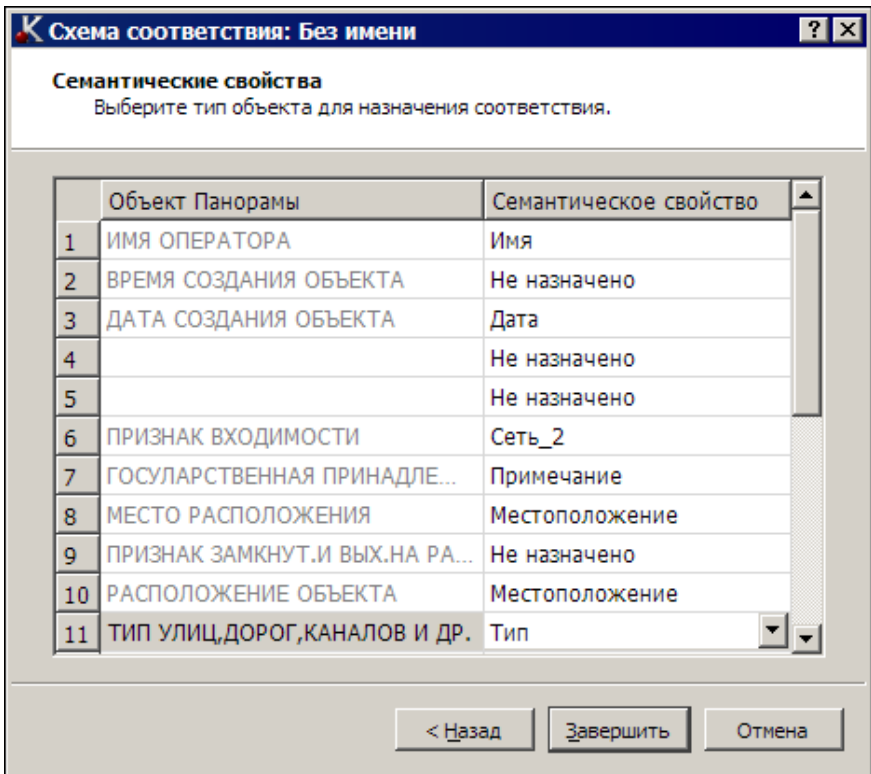 Схема соответствия: Без имени
Семантические свойства
Выберите тип объекта для назначения соответствия.
Объект Панорамы Семантическое свойство
1 ИМЯ ОПЕРАТОРА Имя
2 ВРЕМЯ СОЗДАНИЯ ОБЪЕКТА Не назначено
3 ДАТА СОЗДАНИЯ ОБЪЕКТА Дата
4 Не назначено
5 Не назначено
6 ПРИЗНАК ВХОДИМОСТИ Сеть_2
7 ГОСУЛАРСТВЕННАЯ ПРИНАДЛЕ... Примечание
8 МЕСТО РАСПОЛОЖЕНИЯ Местоположение
9 ПРИЗНАК ЗАМКНУТ.И ВЫХ.НА РА... Не назначено
10 РАСПОЛОЖЕНИЕ ОБЪЕКТА Местоположение
11 ТИП УЛИЦ,ДОРОГ,КАНАЛОВ И ДР. Тип
< Назад Завершить Отмена